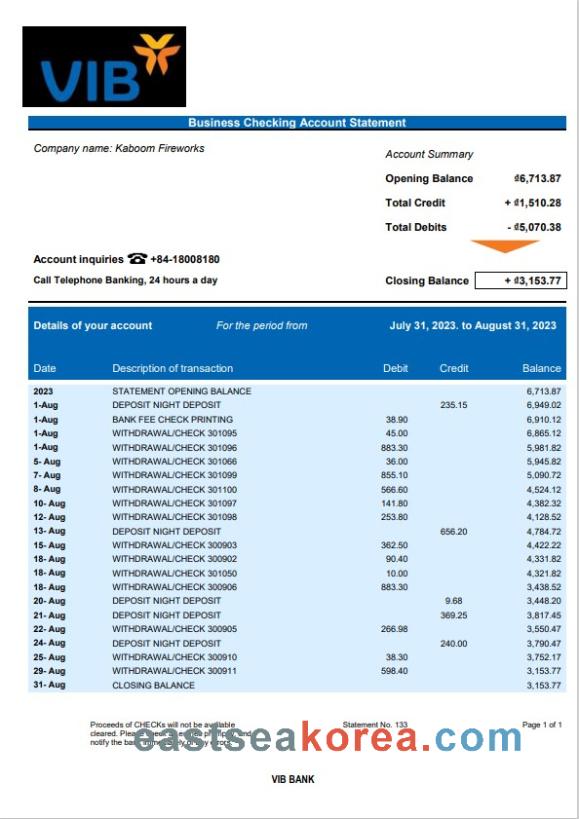 VIB
Business Checking Account Statement
Company name: Kaboom Fireworks
Account Summary
Opening Balance ₫6,713.87
Total Credit + ₫1,510.28
Total Debits - ₫5,070.38
Account inquiries ☎ +84-18008180
Call Telephone Banking, 24 hours a day
Closing Balance + ₫3,153.77
Details of your account For the period from July 31, 2023. to August 31, 2023
Date Description of transaction Debit Credit Balance
2023 STATEMENT OPENING BALANCE 6,713.87
1-Aug DEPOSIT NIGHT DEPOSIT 235.15 6,949.02
1-Aug BANK FEE CHECK PRINTING 38.90 6,910.12
1-Aug WITHDRAWAL/CHECK 301095 45.00 6,865.12
1-Aug WITHDRAWAL/CHECK 301096 883.30 5,981.82
5- Aug WITHDRAWAL/CHECK 301066 36.00 5,945.82
7- Aug WITHDRAWAL/CHECK 301099 855.10 5,090.72
8- Aug WITHDRAWAL/CHECK 301100 566.60 4,524.12
10- Aug WITHDRAWAL/CHECK 301097 141.80 4,382.32
12- Aug WITHDRAWAL/CHECK 301098 253.80 4,128.52
13- Aug DEPOSIT NIGHT DEPOSIT 656.20 4,784.72
15- Aug WITHDRAWAL/CHECK 300903 362.50 4,422.22
18- Aug WITHDRAWAL/CHECK 300902 90.40 4,331.82
18- Aug WITHDRAWAL/CHECK 301050 10.00 4,321.82
18- Aug WITHDRAWAL/CHECK 300906 883.30 3,438.52
20- Aug DEPOSIT NIGHT DEPOSIT 9.68 3,448.20
21- Aug DEPOSIT NIGHT DEPOSIT 369.25 3,817.45
22- Aug WITHDRAWAL/CHECK 300905 266.98 3,550.47
24- Aug DEPOSIT NIGHT DEPOSIT 240.00 3,790.47
25- Aug WITHDRAWAL/CHECK 300910 38.30 3,752.17
29- Aug WITHDRAWAL/CHECK 300911 598.40 3,153.77
31- Aug CLOSING BALANCE 3,153.77
Proceeds of CHECKs will not be available Statement No. 133 Page 1 of 1
cleared. and
notify the bank immediately of any errors.
eastseakorea.com
VIB BANK